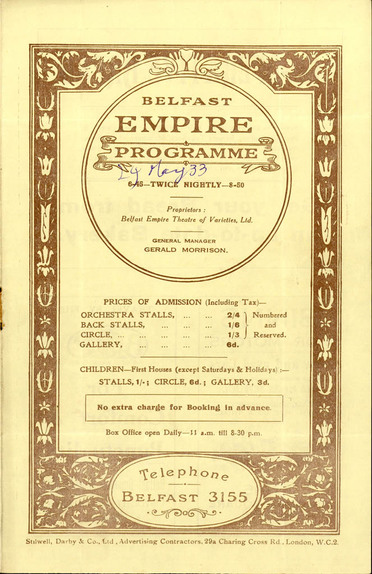 BELFAST
EMPIRE
PROGRAMME
24 May 33
6-45—TWICE NIGHTLY—8-50
Proprietors :
Belfast Empire Theatre of Varieties, Ltd.
GENERAL MANAGER
GERALD MORRISON.
PRICES OF ADMISSION (Including Tax)—
ORCHESTRA STALLS, ... ... 2/4 } Numbered
BACK STALLS, ... ... ... 1/6 } and
CIRCLE, ... ... ... ... 1/3 } Reserved.
GALLERY, ... ... ... ... 6d.
CHILDREN—First Houses (except Saturdays & Holidays) :—
STALLS, 1/- ; CIRCLE, 6d. ; GALLERY, 3d.
No extra charge for Booking in advance.
Box Office open Daily—11 a.m. till 8-30 p.m.
Telephone
BELFAST 3155
Stilwell, Darby & Co., Ltd., Advertising Contractors, 29a Charing Cross Rd., London, W.C.2.